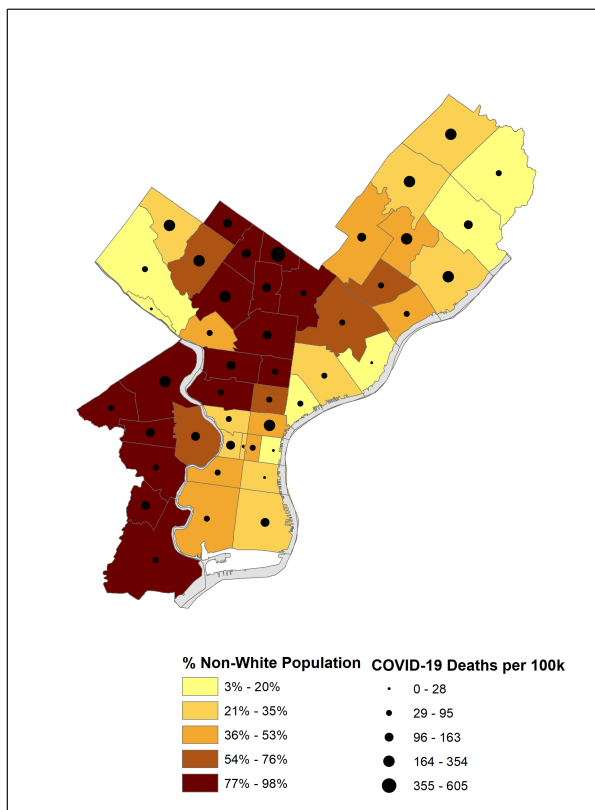 % Non-White Population
3% - 20%
21% - 35%
36% - 53%
54% - 76%
77% - 98%
COVID-19 Deaths per 100k
0 - 28
29 - 95
96 - 163
164 - 354
355 - 605